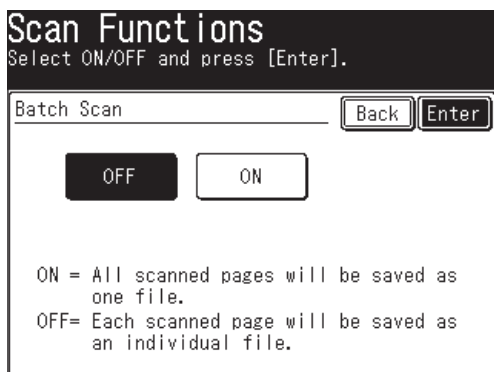 Scan Functions
Select ON/OFF and press [Enter].
Batch Scan
Back
Enter
OFF
ON
ON = All scanned pages will be saved as
one file.
OFF= Each scanned page will be saved as
an individual file.